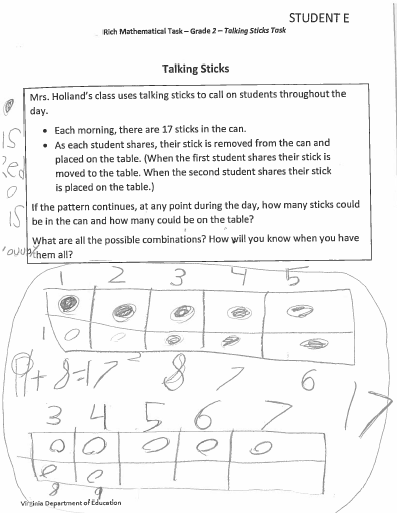 STUDENT E
Rich Mathematical Task – Grade 2 – Talking Sticks Task
Talking Sticks
Mrs. Holland's class uses talking sticks to call on students throughout the
day.
• Each morning, there are 17 sticks in the can.
• As each student shares, their stick is removed from the can and
placed on the table. (When the first student shares their stick is
moved to the table. When the second student shares their stick
is placed on the table.)
If the pattern continues, at any point during the day, how many sticks could
be in the can and how many could be on the table?
What are all the possible combinations? How will you know when you have
them all?
1 2 3 4 5
1
9+8=17 8 7 6
3 4 5 6 7 17
8 9
Virginia Department of Education